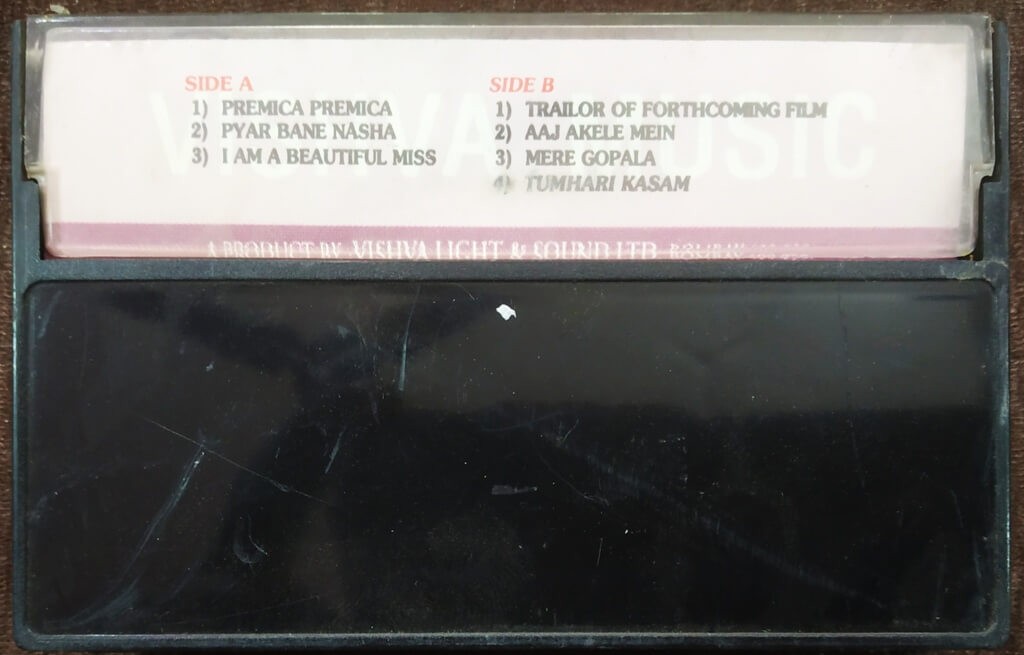 VISHVA MUSIC
SIDE A
1) PREMICA PREMICA
2) PYAR BANE NASHA
3) I AM A BEAUTIFUL MISS
SIDE B
1) TRAILOR OF FORTHCOMING FILM
2) AAJ AKELE MEIN
3) MERE GOPALA
4) TUMHARI KASAM
A PRODUCT BY VISHVA LIGHT & SOUND LTD